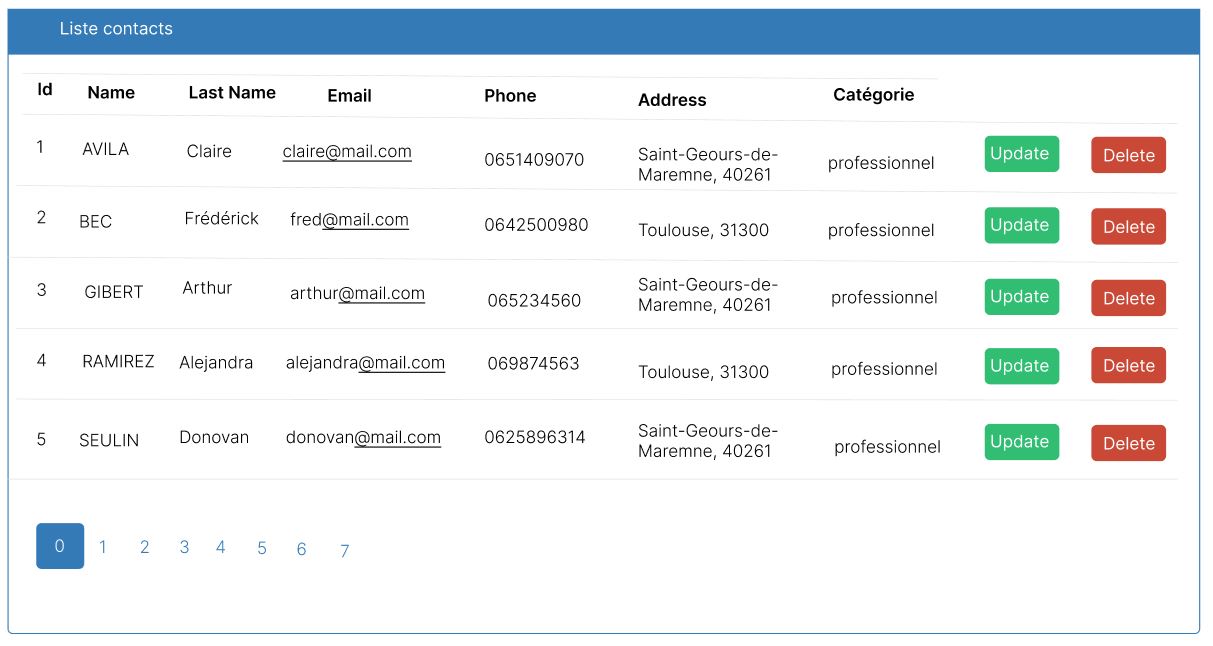 Liste contacts
Id Name Last Name Email Phone Address Catégorie
1 AVILA Claire claire@mail.com 0651409070 Saint-Geours-de- professionnel Update Delete
Maremne, 40261
2 BEC Frédérick fred@mail.com 0642500980 Toulouse, 31300 professionnel Update Delete
3 GIBERT Arthur arthur@mail.com 065234560 Saint-Geours-de- professionnel Update Delete
Maremne, 40261
4 RAMIREZ Alejandra alejandra@mail.com 069874563 Toulouse, 31300 professionnel Update Delete
5 SEULIN Donovan donovan@mail.com 0625896314 Saint-Geours-de- professionnel Update Delete
Maremne, 40261
0 1 2 3 4 5 6 7